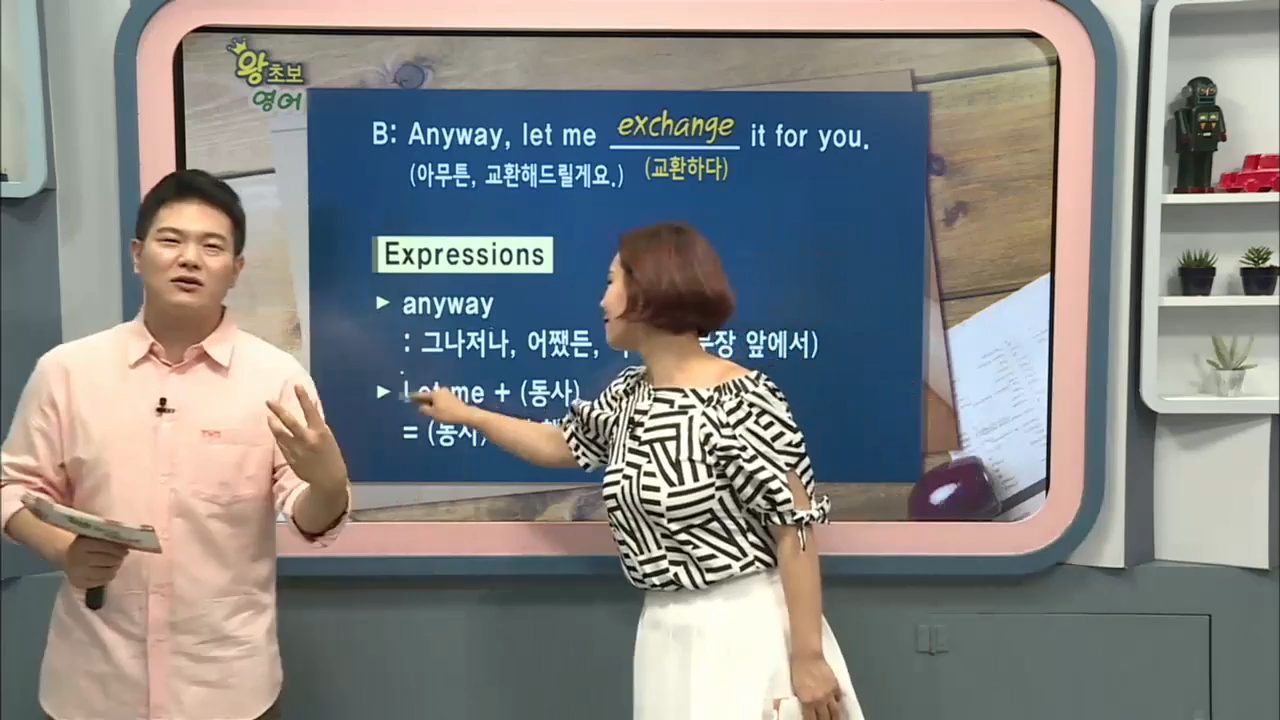 왕초보
영어
B: Anyway, let me exchange it for you.
(아무튼, 교환해드릴게요.) (교환하다)
Expressions
▶ anyway
: 그나저나, 어쨌든, 문장 앞에서)
▶ Let me + (동사)
= (동사)